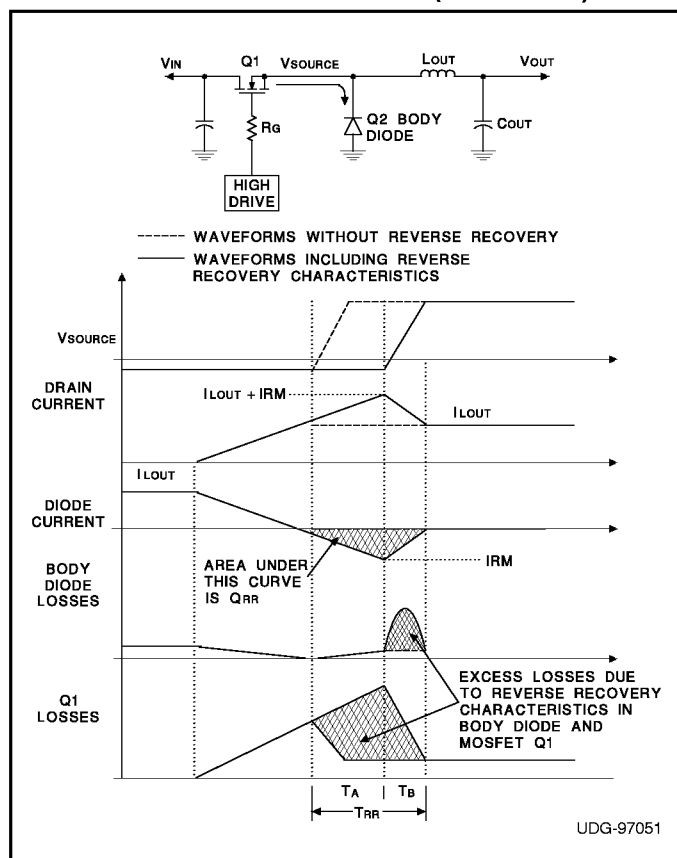 VIN
Q1
VSOURCE
LOUT
VOUT
RG
Q2 BODY
DIODE
COUT
HIGH
DRIVE
WAVEFORMS WITHOUT REVERSE RECOVERY
WAVEFORMS INCLUDING REVERSE
RECOVERY CHARACTERISTICS
VSOURCE
DRAIN
CURRENT
ILOUT + IRM
ILOUT
ILOUT
DIODE
CURRENT
BODY
DIODE
LOSSES
AREA UNDER
THIS CURVE
IS QRR
IRM
Q1
LOSSES
EXCESS LOSSES DUE
TO REVERSE RECOVERY
CHARACTERISTICS IN
BODY DIODE AND
MOSFET Q1
TA
TB
TRR
UDG-97051